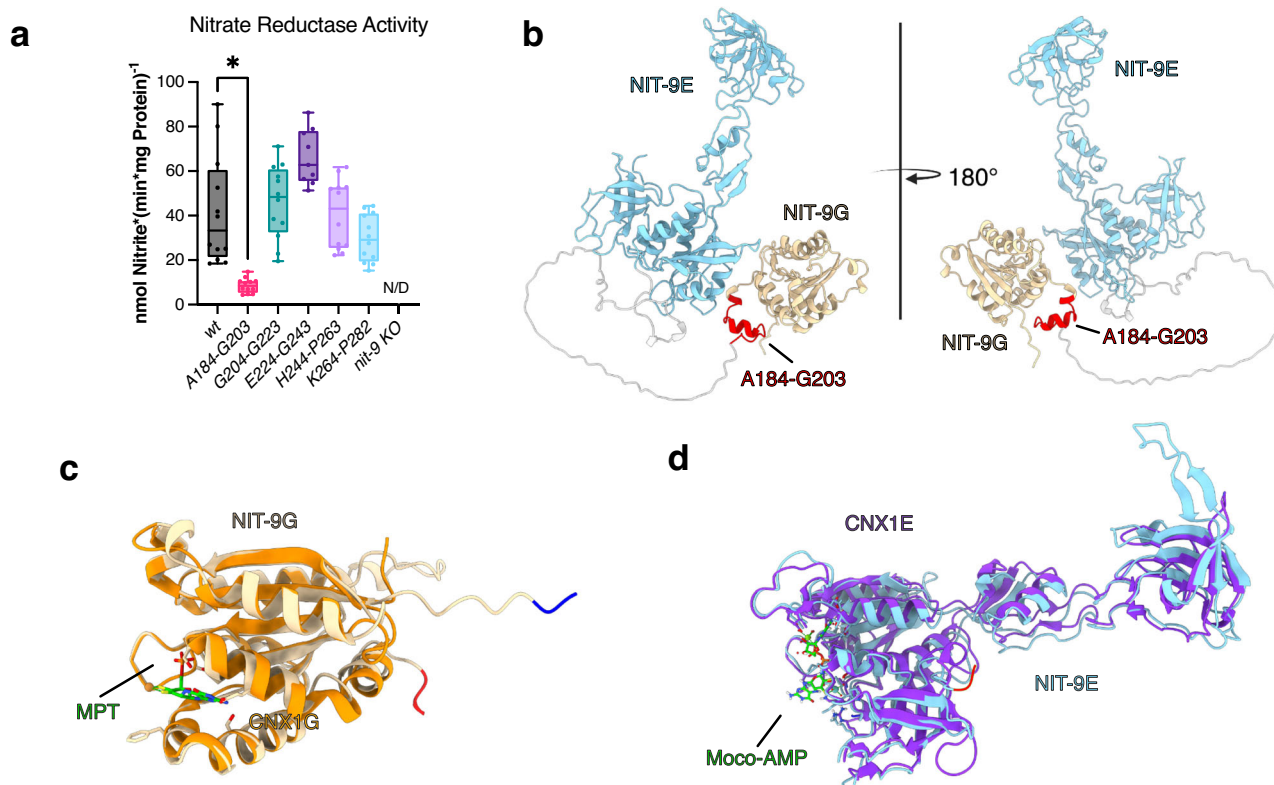 a
Nitrate Reductase Activity
nmol Nitrite*(min*mg Protein)-1
100
80
60
40
20
0
*
N/D
wt
A184-G203
G204-G223
E224-G243
H244-P263
K264-P282
nit-9 KO
b
NIT-9E
NIT-9G
A184-G203
180°
NIT-9E
NIT-9G
A184-G203
c
NIT-9G
MPT
CNX1G
d
CNX1E
NIT-9E
Moco-AMP